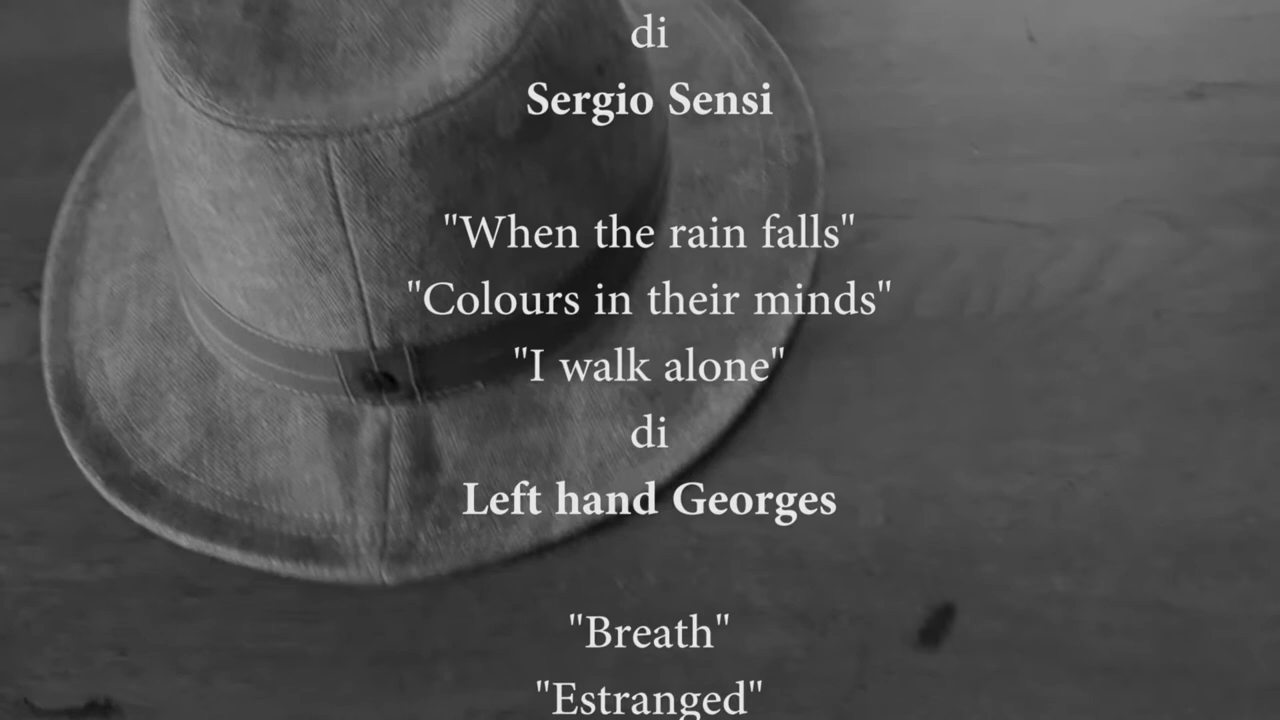 di
Sergio Sensi
"When the rain falls"
"Colours in their minds"
"I walk alone"
di
Left hand Georges
"Breath"
"Estranged"